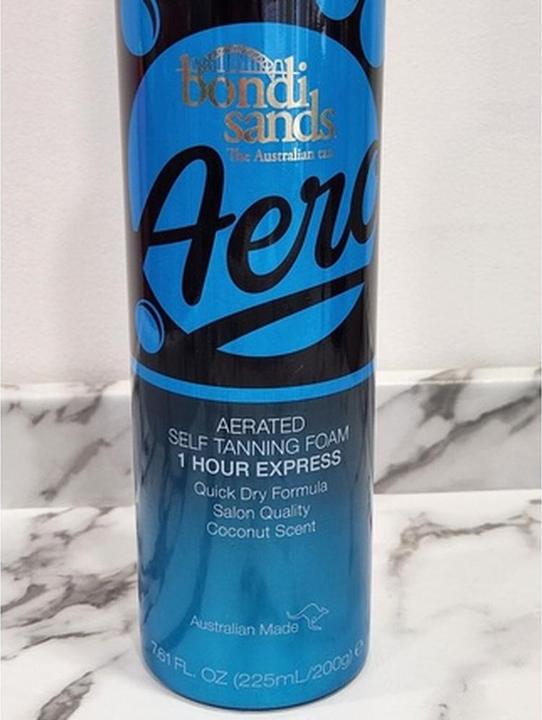 bondi
sands
The Australian tan
Aero
AERATED
SELF TANNING FOAM
1 HOUR EXPRESS
Quick Dry Formula
Salon Quality
Coconut Scent
Australian Made
7.61 FL. OZ (225mL/200g) e